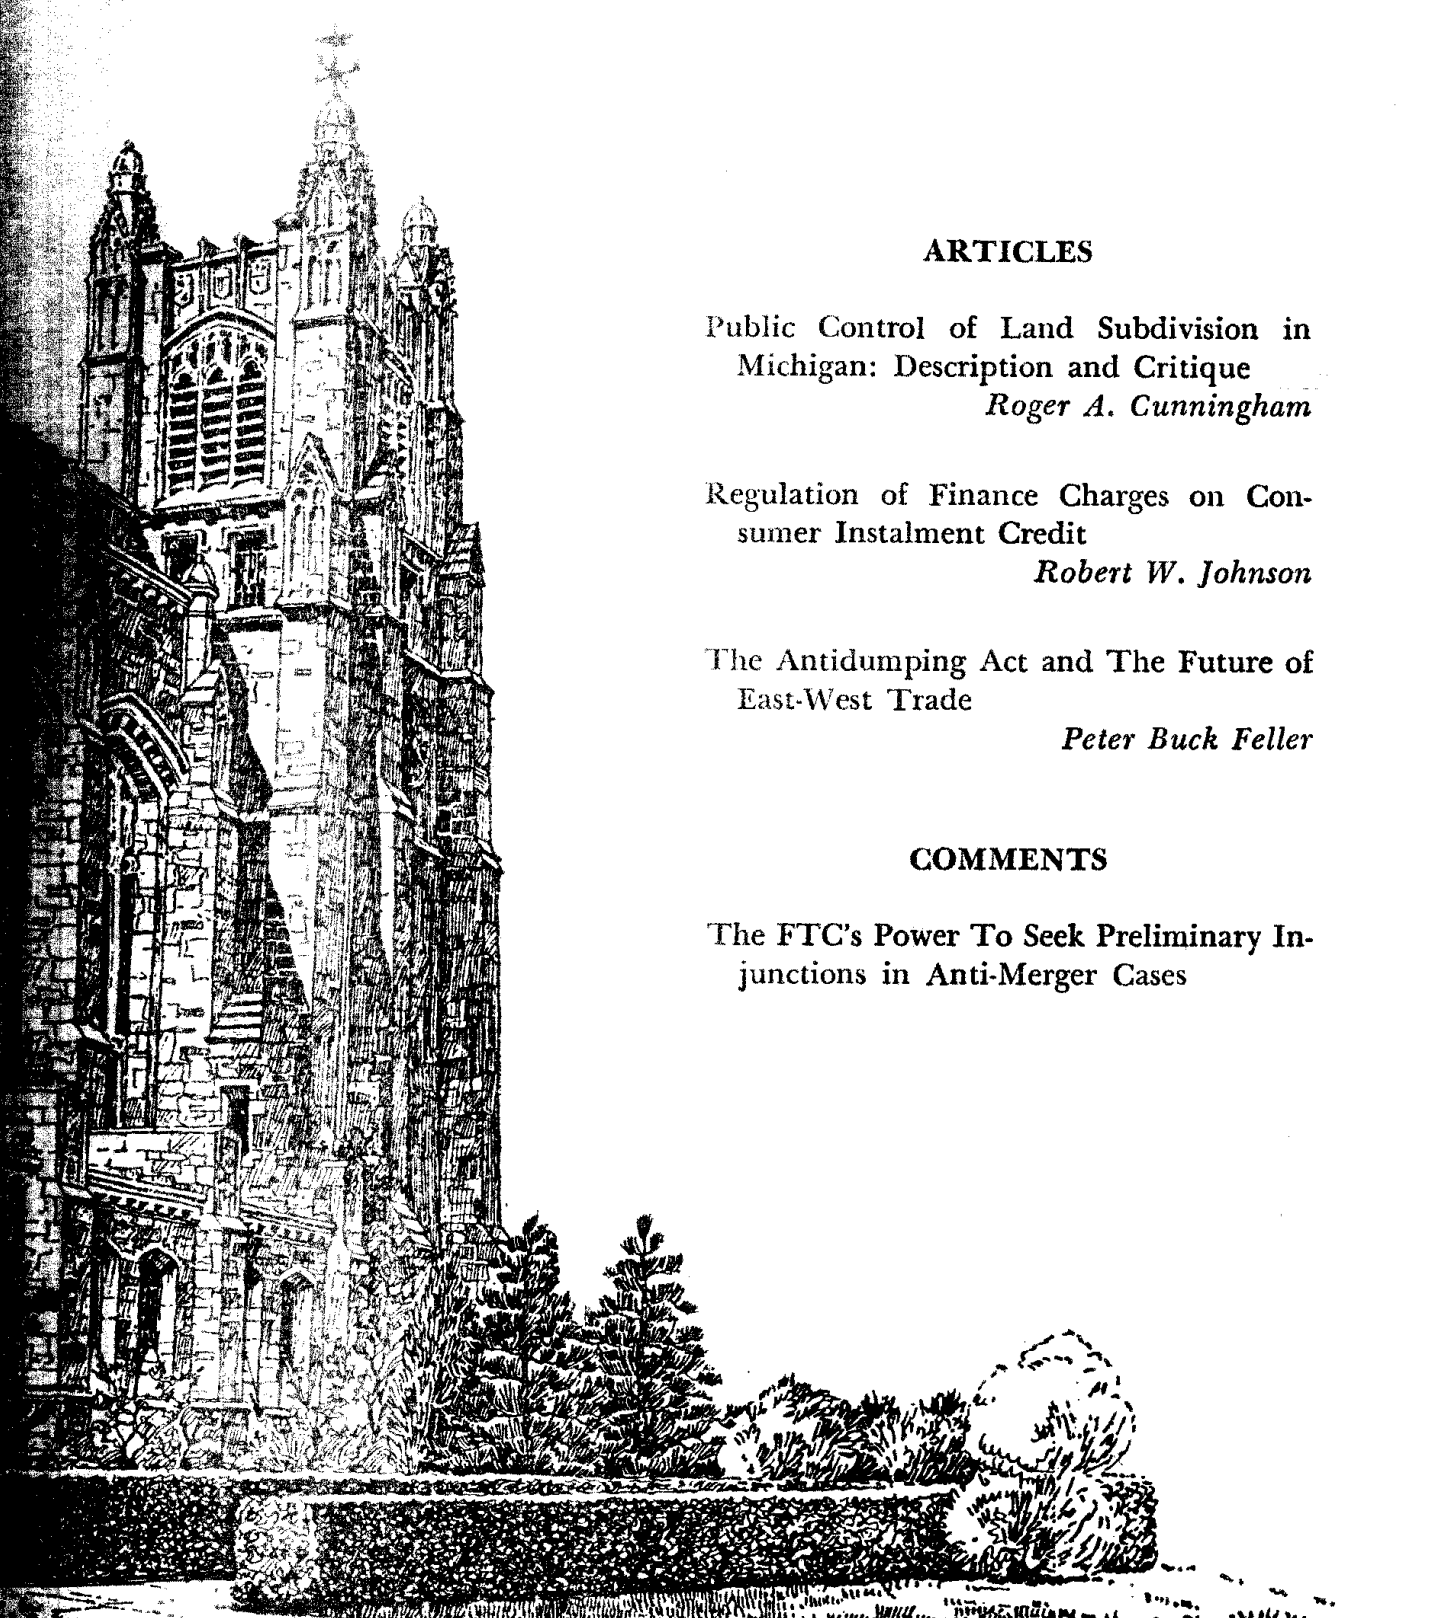 ARTICLES
Public Control of Land Subdivision in
Michigan: Description and Critique
Roger A. Cunningham
Regulation of Finance Charges on Con-
sumer Instalment Credit
Robert W. Johnson
The Antidumping Act and The Future of
East-West Trade
Peter Buck Feller
COMMENTS
The FTC's Power To Seek Preliminary In-
junctions in Anti-Merger Cases